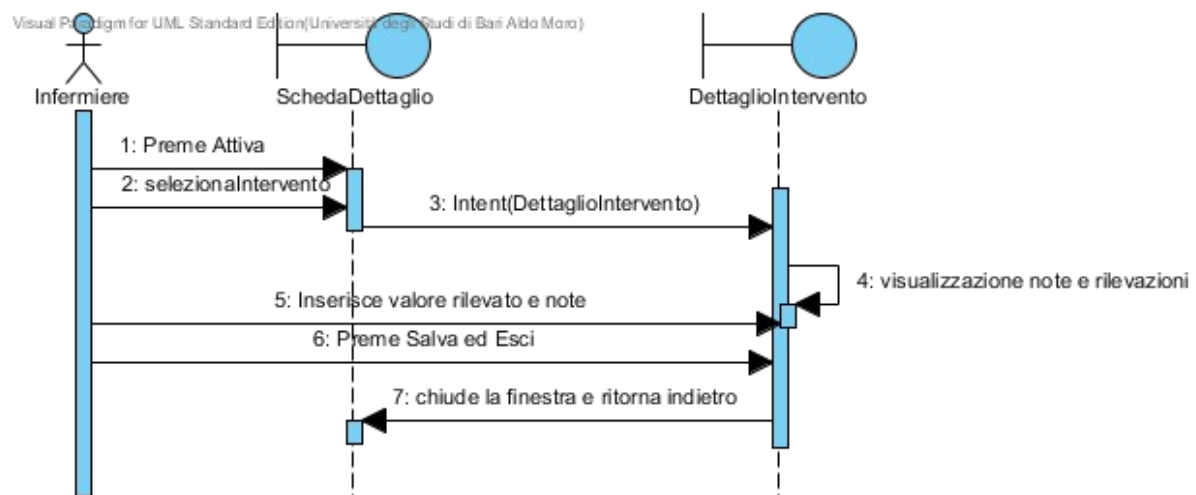 Visual Paradigm for UML Standard Edition(Università degli Studi di Bari Aldo Moro)
Infermiere
SchedaDettaglio
DettaglioIntervento
1: Preme Attiva
2: selezionaIntervento
3: Intent(DettaglioIntervento)
4: visualizzazione note e rilevazioni
5: Inserisce valore rilevato e note
6: Preme Salva ed Esci
7: chiude la finestra e ritorna indietro